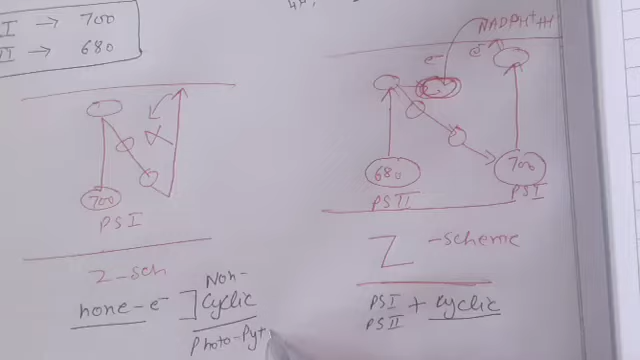 I → 700
II → 680
NADPH + H
e⁻
e⁻
700
PS I
680
PS II
700
PS I
Z-sch
Z -scheme
none-e⁻
Non-
Cyclic
PS I
PS II
+ cyclic